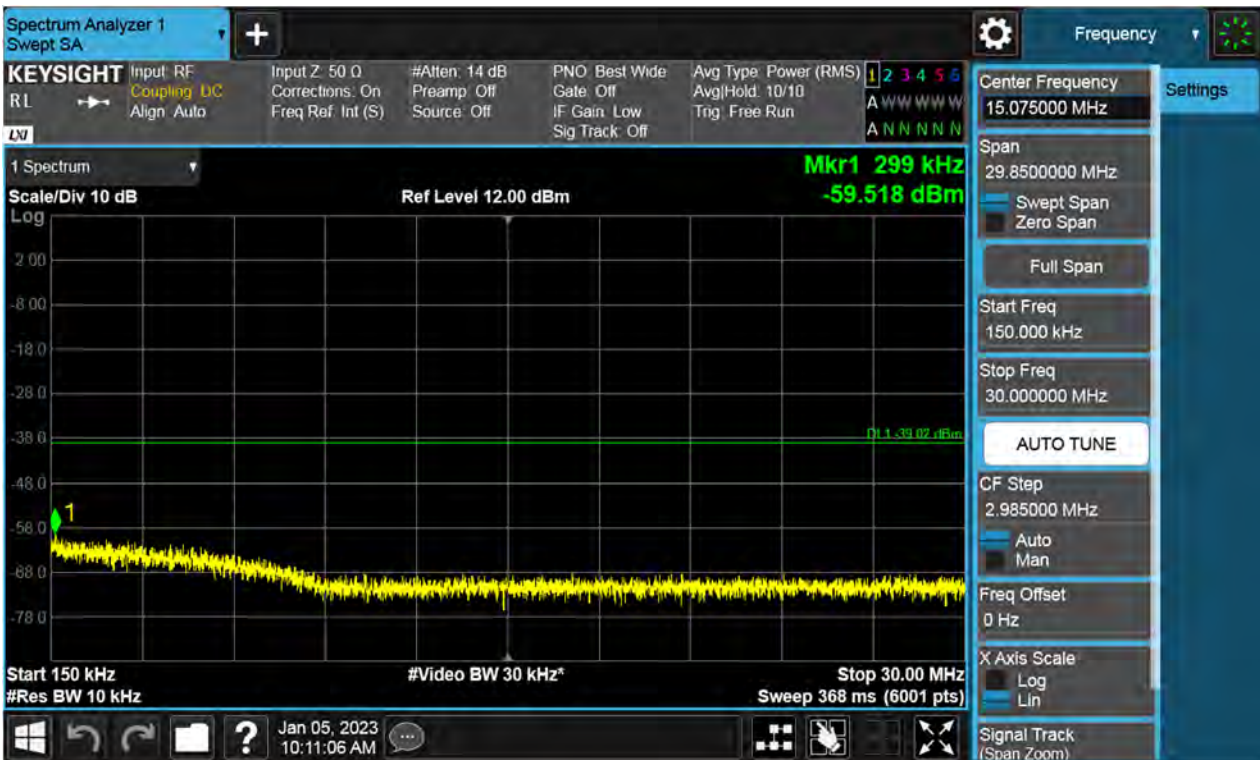 Spectrum Analyzer 1
Swept SA
+
Frequency
KEYSIGHT
RL
LXI
Input: RF
Coupling: DC
Align: Auto
Input Z: 50 Ω
Corrections: On
Freq Ref: Int (S)
#Atten: 14 dB
Preamp: Off
Source: Off
PNO: Best Wide
Gate: Off
IF Gain: Low
Sig Track: Off
Avg Type: Power (RMS)
Avg|Hold: 10/10
Trig: Free Run
1 2 3 4 5 6
A W W W W W
A N N N N N
1 Spectrum
Scale/Div 10 dB
Ref Level 12.00 dBm
Mkr1 299 kHz
-59.518 dBm
Log
2.00
-8.00
-18.0
-28.0
-38.0
-48.0
-58.0
-68.0
-78.0
DL1 -39.02 dBm
1
Start 150 kHz
#Video BW 30 kHz*
Stop 30.00 MHz
#Res BW 10 kHz
Sweep 368 ms (6001 pts)
?
Jan 05, 2023
10:11:06 AM
Center Frequency
15.075000 MHz
Settings
Span
29.8500000 MHz
Swept Span
Zero Span
Full Span
Start Freq
150.000 kHz
Stop Freq
30.000000 MHz
AUTO TUNE
CF Step
2.985000 MHz
Auto
Man
Freq Offset
0 Hz
X Axis Scale
Log
Lin
Signal Track
(Span Zoom)